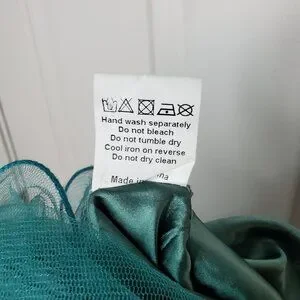 Hand wash separately
Do not bleach
Do not tumble dry
Cool iron on reverse
Do not dry clean
Made in